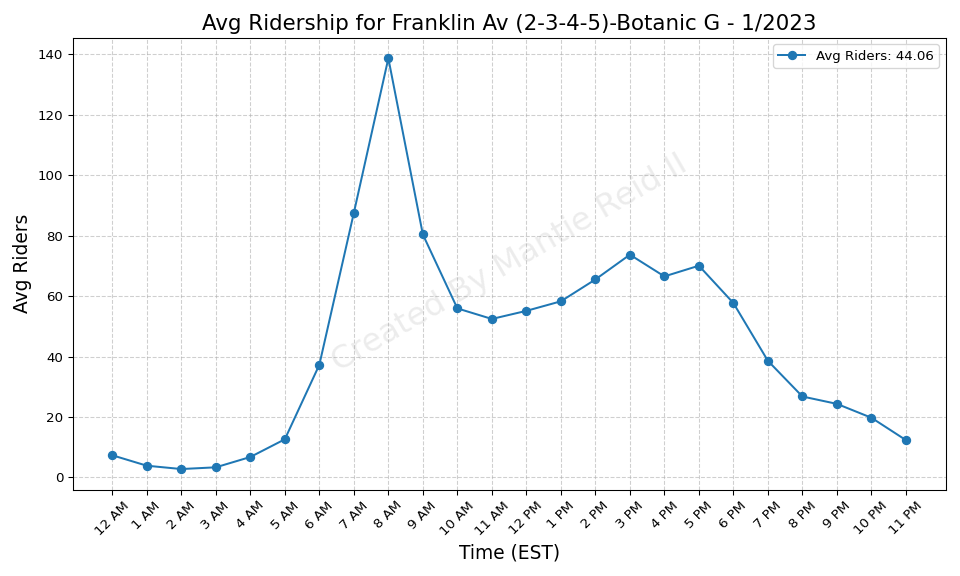 Avg Ridership for Franklin Av (2-3-4-5)-Botanic G - 1/2023
Avg Riders: 44.06
140
120
100
80
60
40
20
0
Avg Riders
Created By Mantie Reid II
12 AM
1 AM
2 AM
3 AM
4 AM
5 AM
6 AM
7 AM
8 AM
9 AM
10 AM
11 AM
12 PM
1 PM
2 PM
3 PM
4 PM
5 PM
6 PM
7 PM
8 PM
9 PM
10 PM
11 PM
Time (EST)